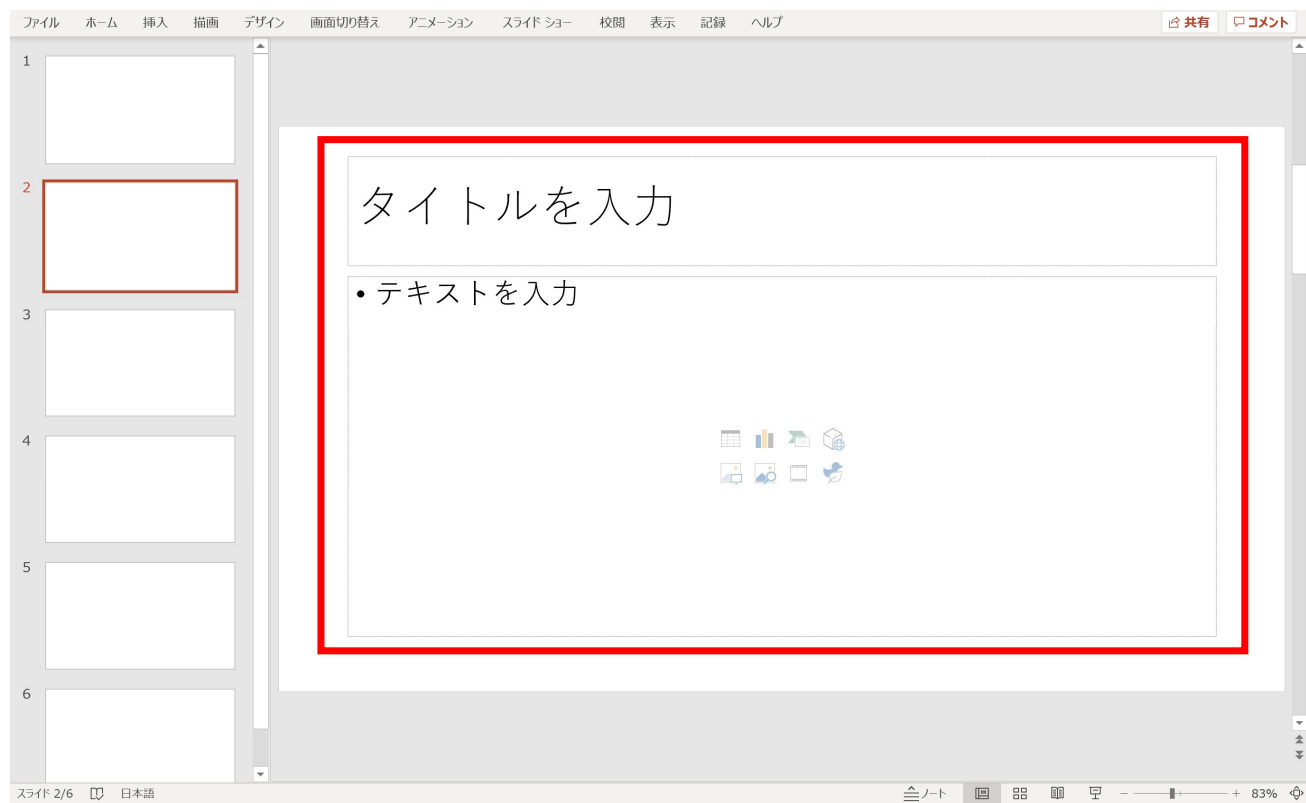 ファイル ホーム 挿入 描画 デザイン 画面切り替え アニメーション スライド ショー 校閲 表示 記録 ヘルプ 共有 コメント
1
2
3
4
5
6
タイトルを入力
• テキストを入力
スライド 2/6 日本語 ノート 83%